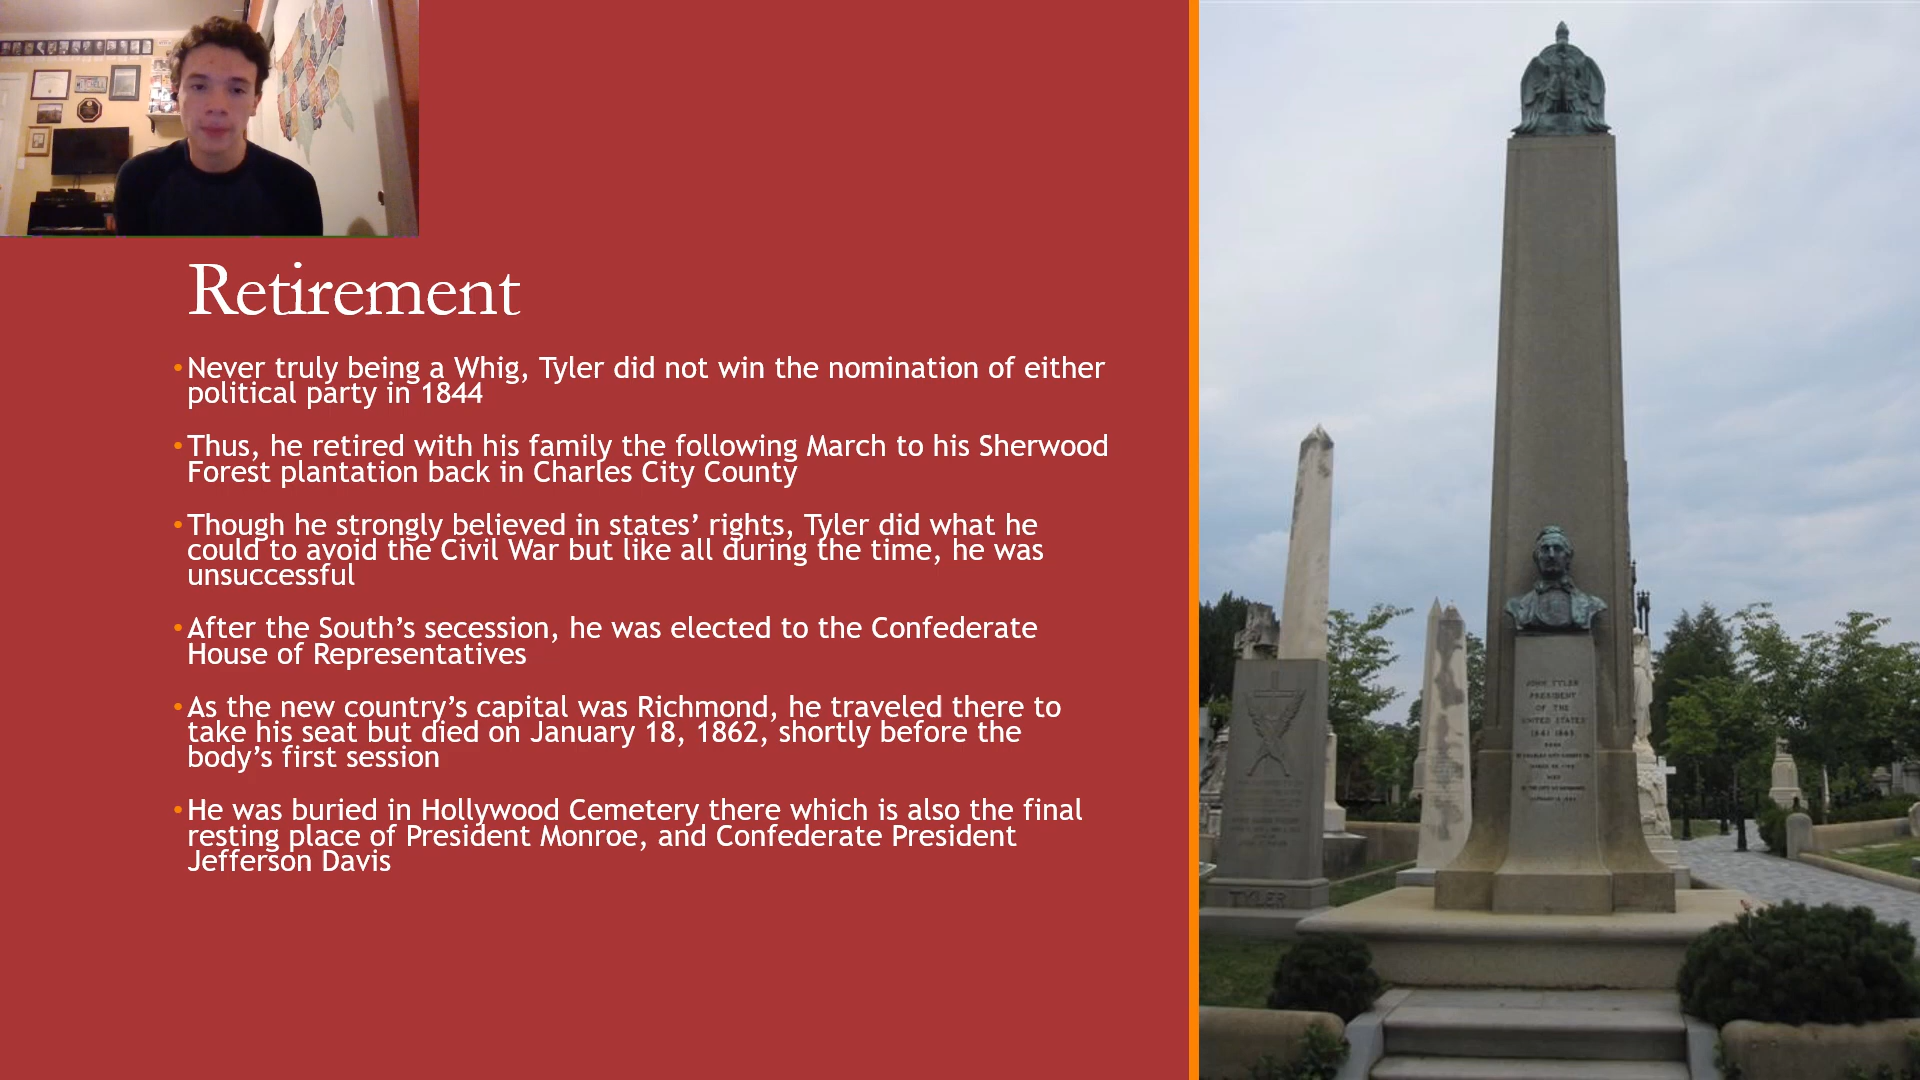 Retirement
Never truly being a Whig, Tyler did not win the nomination of either
political party in 1844
Thus, he retired with his family the following March to his Sherwood
Forest plantation back in Charles City County
Though he strongly believed in states’ rights, Tyler did what he
could to avoid the Civil War but like all during the time, he was
unsuccessful
After the South’s secession, he was elected to the Confederate
House of Representatives
As the new country’s capital was Richmond, he traveled there to
take his seat but died on January 18, 1862, shortly before the
body’s first session
He was buried in Hollywood Cemetery there which is also the final
resting place of President Monroe, and Confederate President
Jefferson Davis
JOHN TYLER
PRESIDENT
OF THE
UNITED STATES
TYLER